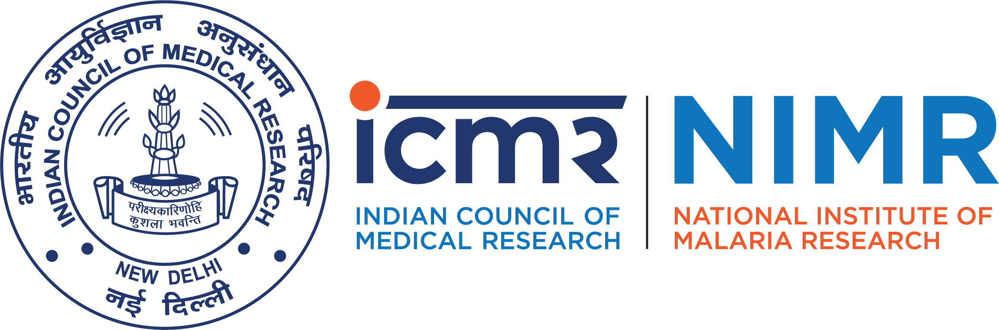 भारतीय आयुर्विज्ञान अनुसंधान परिषद
INDIAN COUNCIL OF MEDICAL RESEARCH
परीक्ष्यकारिणोहि
कुशला भवन्ति
NEW DELHI
नई दिल्ली
icmr
INDIAN COUNCIL OF
MEDICAL RESEARCH
NIMR
NATIONAL INSTITUTE OF
MALARIA RESEARCH